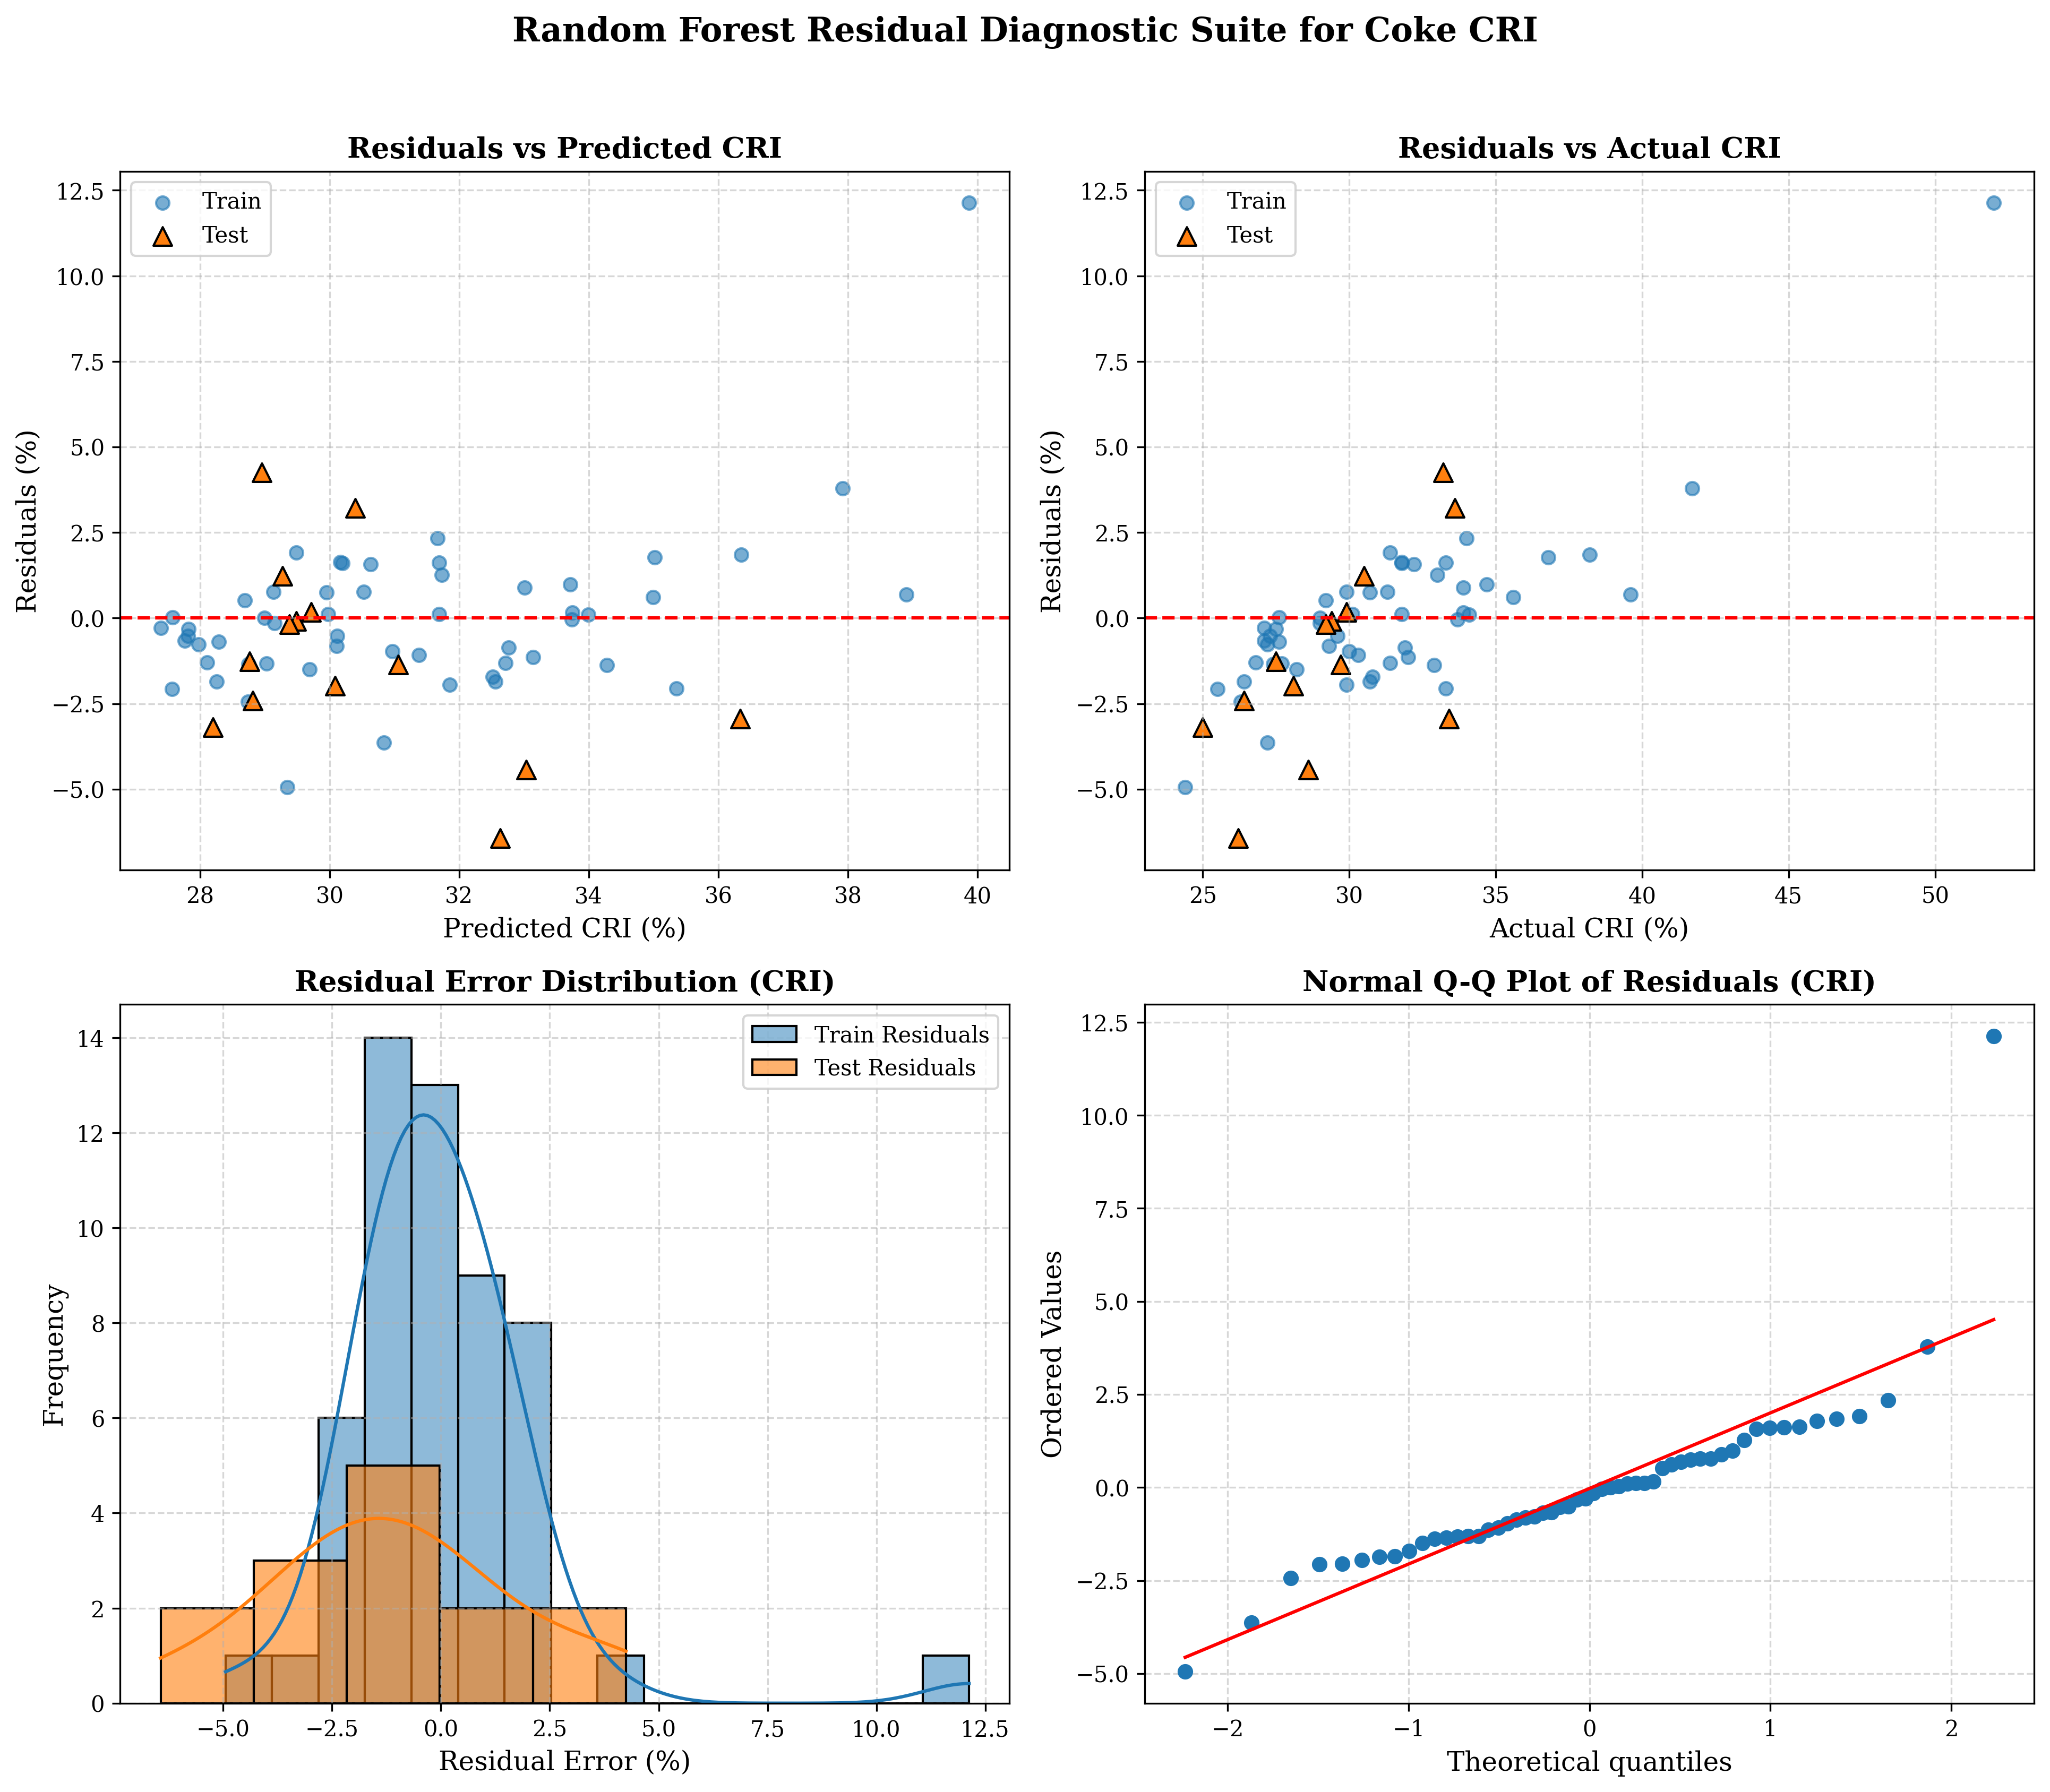 Random Forest Residual Diagnostic Suite for Coke CRI
Residuals vs Predicted CRI
Train
Test
12.5
10.0
7.5
5.0
2.5
0.0
−2.5
−5.0
Residuals (%)
28 30 32 34 36 38 40
Predicted CRI (%)
Residuals vs Actual CRI
Train
Test
12.5
10.0
7.5
5.0
2.5
0.0
−2.5
−5.0
Residuals (%)
25 30 35 40 45 50
Actual CRI (%)
Residual Error Distribution (CRI)
Train Residuals
Test Residuals
14
12
10
8
6
4
2
0
Frequency
−5.0 −2.5 0.0 2.5 5.0 7.5 10.0 12.5
Residual Error (%)
Normal Q-Q Plot of Residuals (CRI)
12.5
10.0
7.5
5.0
2.5
0.0
−2.5
−5.0
Ordered Values
−2 −1 0 1 2
Theoretical quantiles